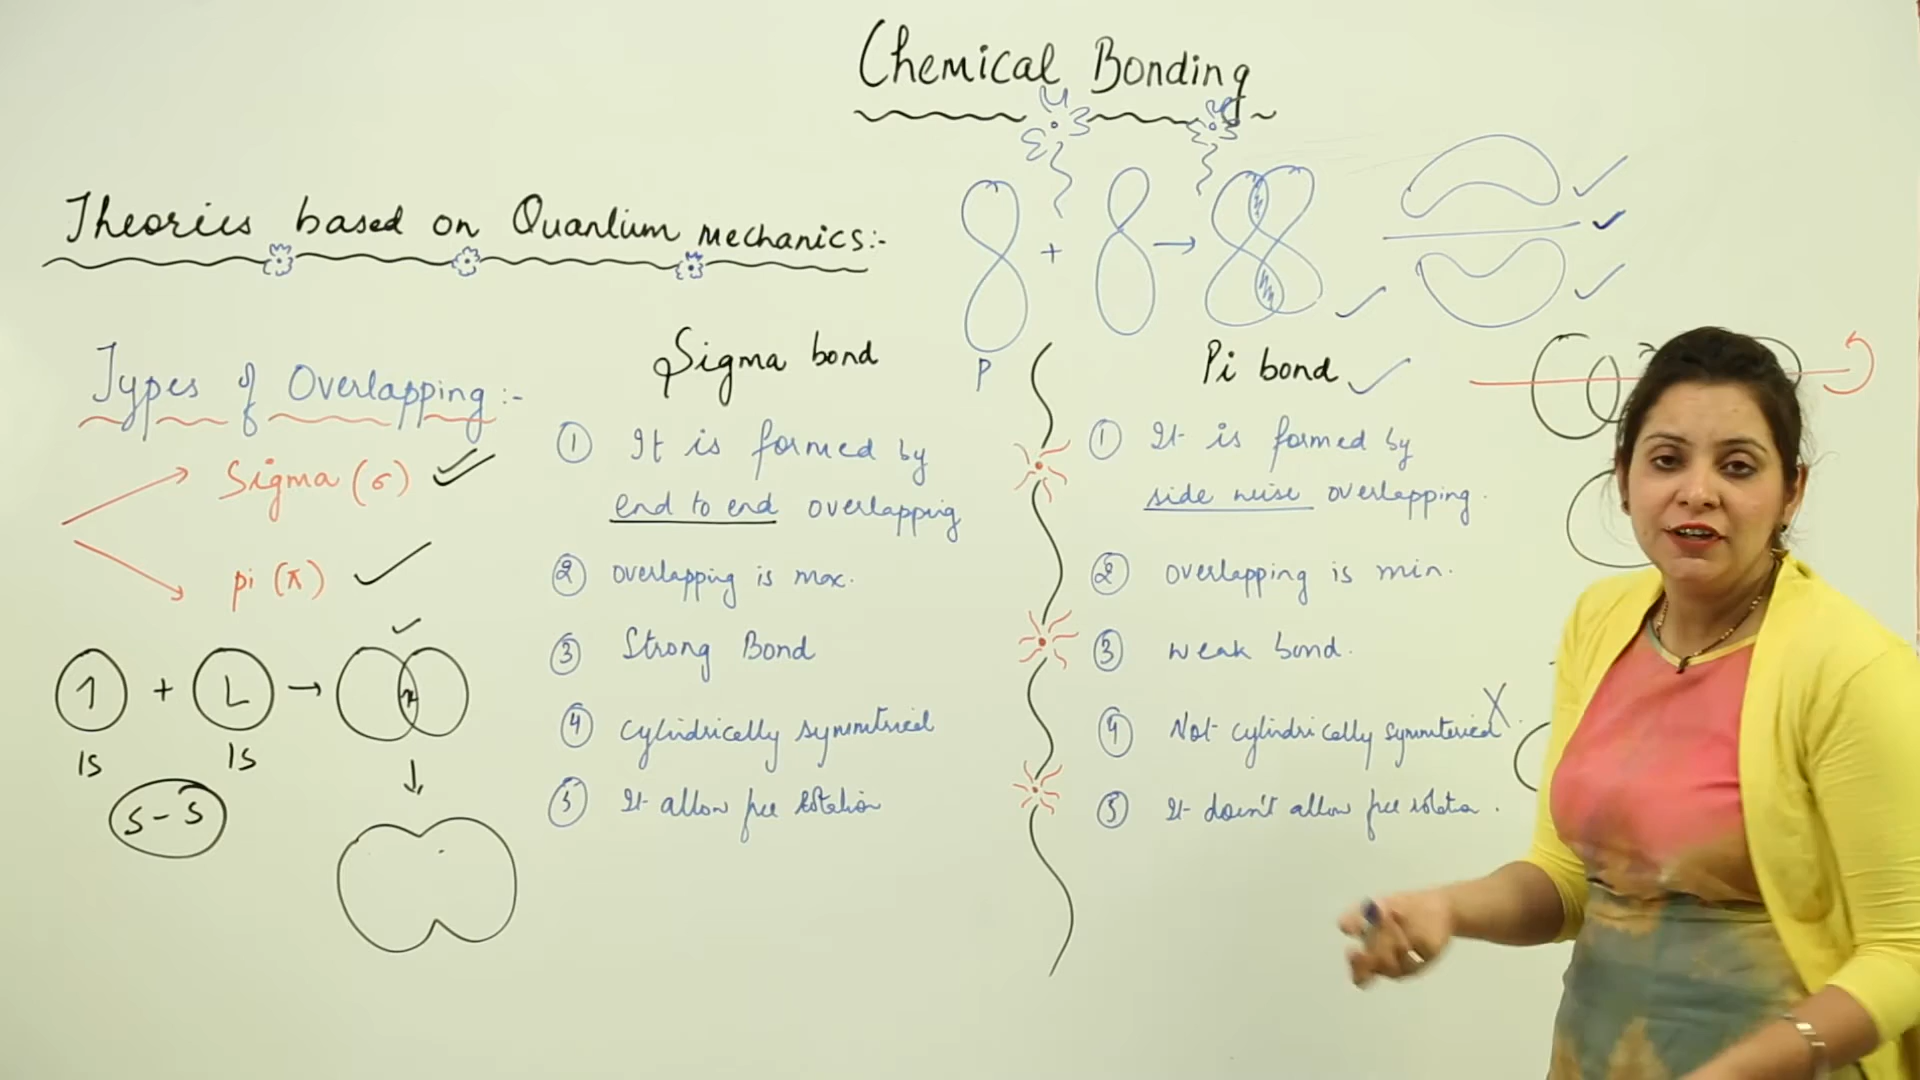 Chemical Bonding
Theories based on Quantum mechanics:-
P
Types of Overlapping:-
Sigma (σ)
pi (π)
1 + L →
1s 1s
S-S
Sigma bond
① It is formed by
end to end overlapping
② overlapping is max.
③ Strong Bond
④ cylindrically symmetrical
⑤ It allow free rotation
Pi bond
① It is formed by
side wise overlapping.
② overlapping is min.
③ weak bond.
④ Not cylindrically symmterical
⑤ It doesn't allow free rotation.